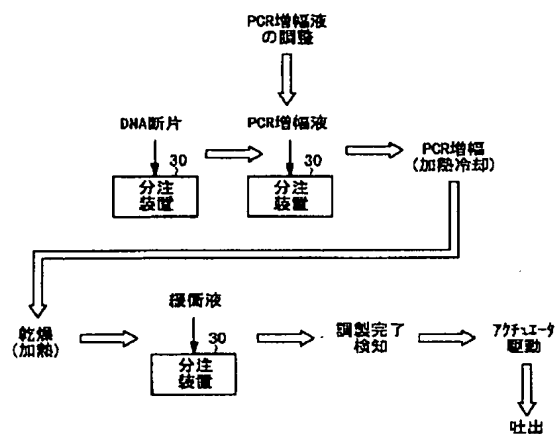 PCR増幅液
の調整
DNA断片
PCR増幅液
PCR増幅
(加熱冷却)
30
30
分注
装置
分注
装置
乾燥
(加熱)
緩衝液
30
分注
装置
調製完了
検知
アクチュエータ
駆動
吐出